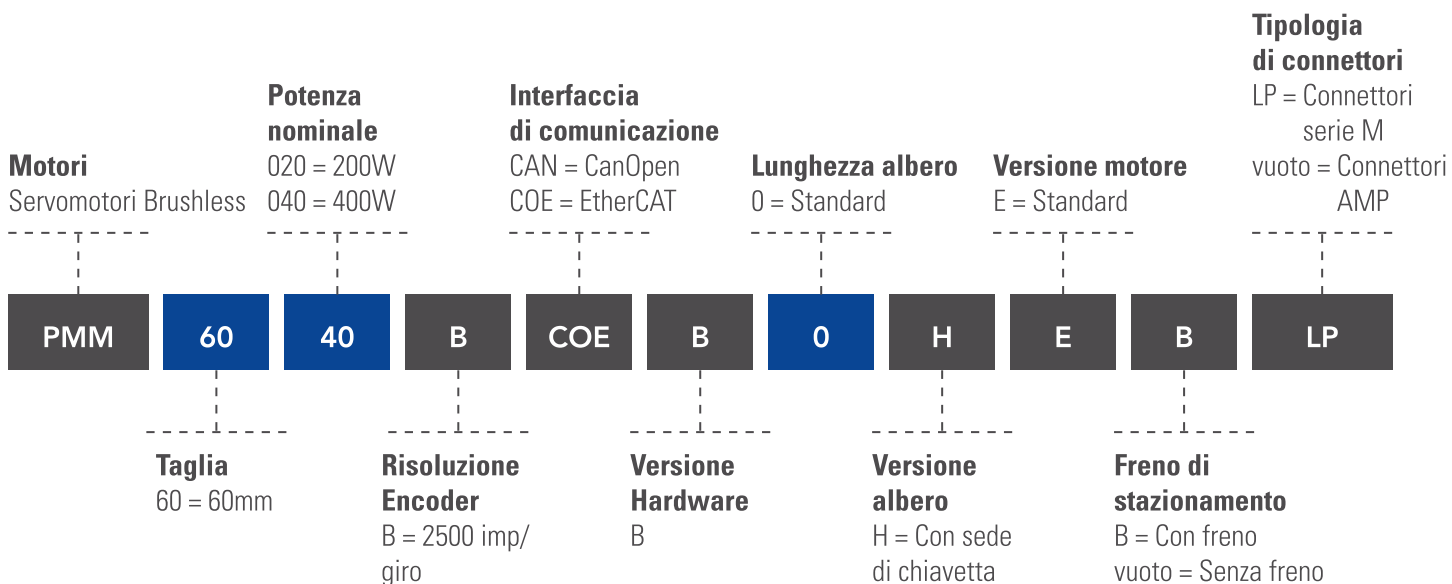 Tipologia
di connettori
LP = Connettori
serie M
vuoto = Connettori
AMP
Potenza
nominale
020 = 200W
040 = 400W
Interfaccia
di comunicazione
CAN = CanOpen
COE = EtherCAT
Motori
Servomotori Brushless
Lunghezza albero
0 = Standard
Versione motore
E = Standard
PMM 60 40 B COE B 0 H E B LP
Taglia
60 = 60mm
Risoluzione
Encoder
B = 2500 imp/
giro
Versione
Hardware
B
Versione
albero
H = Con sede
di chiavetta
Freno di
stazionamento
B = Con freno
vuoto = Senza freno